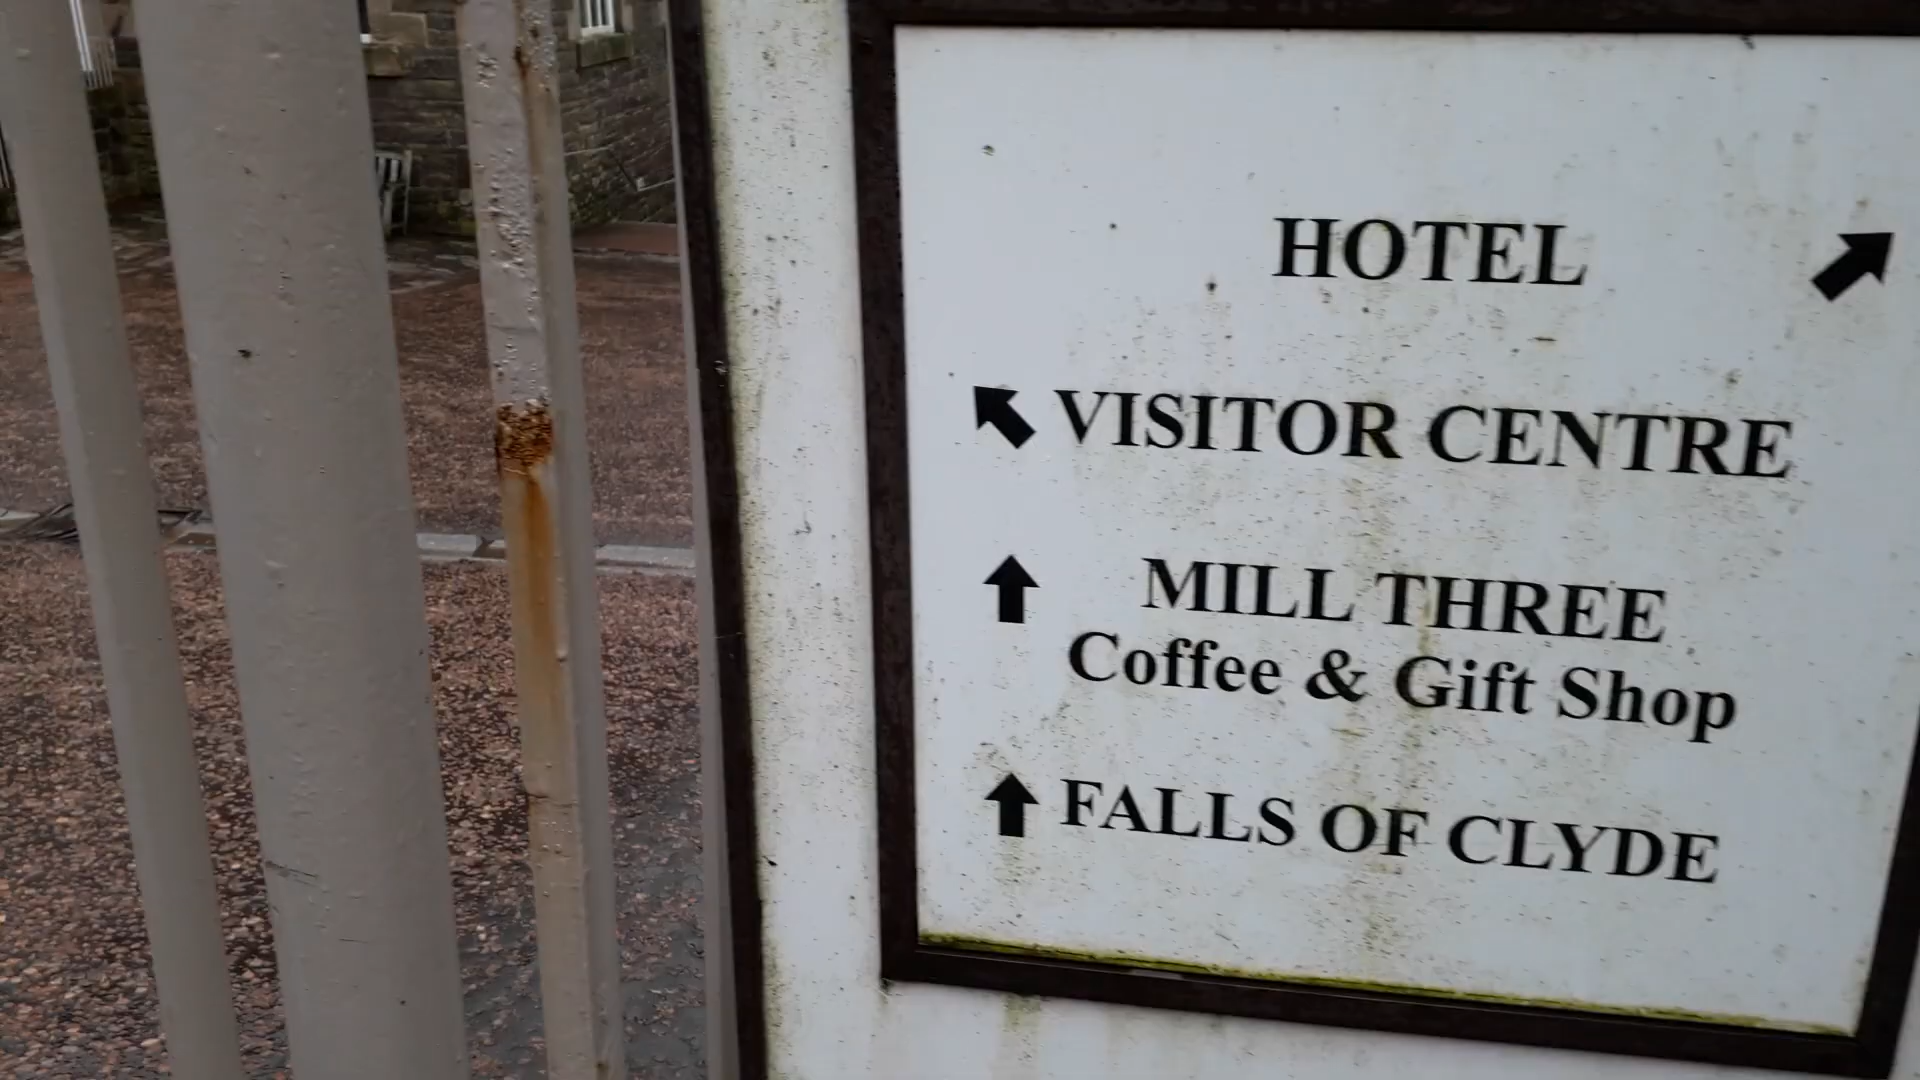 HOTEL
VISITOR CENTRE
MILL THREE
Coffee & Gift Shop
FALLS OF CLYDE